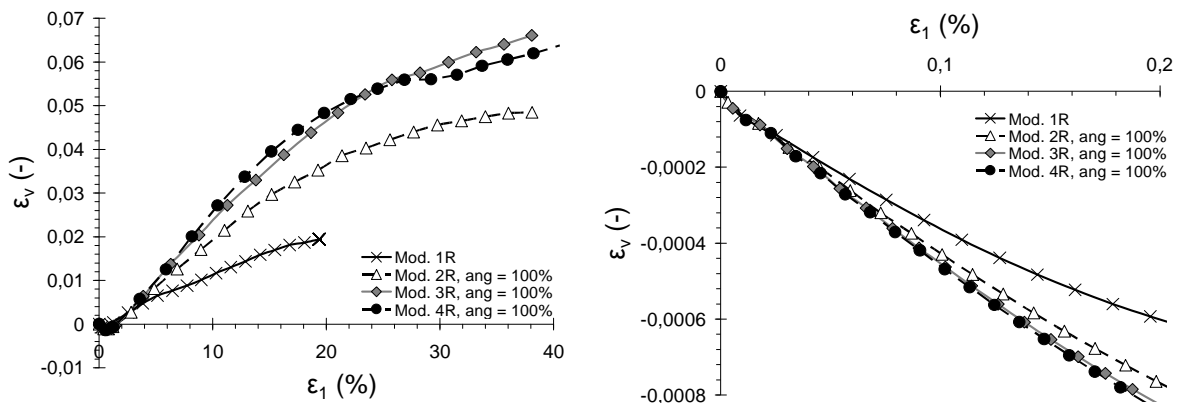 0,07
0,06
0,05
0,04
0,03
0,02
0,01
0
-0,01
εᵥ (-)
0
10
20
30
40
ε₁ (%)
Mod. 1R
Mod. 2R, ang = 100%
Mod. 3R, ang = 100%
Mod. 4R, ang = 100%
ε₁ (%)
0
0,1
0,2
0
-0,0002
-0,0004
-0,0006
-0,0008
εᵥ (-)
Mod. 1R
Mod. 2R, ang = 100%
Mod. 3R, ang = 100%
Mod. 4R, ang = 100%